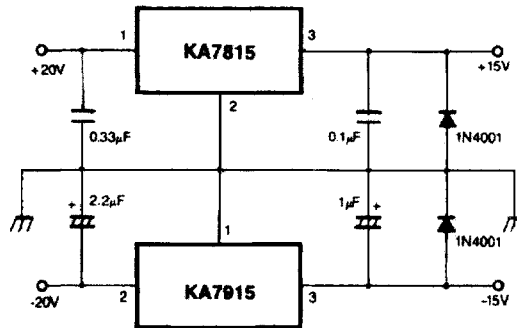 1
KA7815
3
+20V
+15V
2
0.33μF
0.1μF
1N4001
2.2μF
+
1μF
+
1
1N4001
2
KA7915
3
-20V
-15V